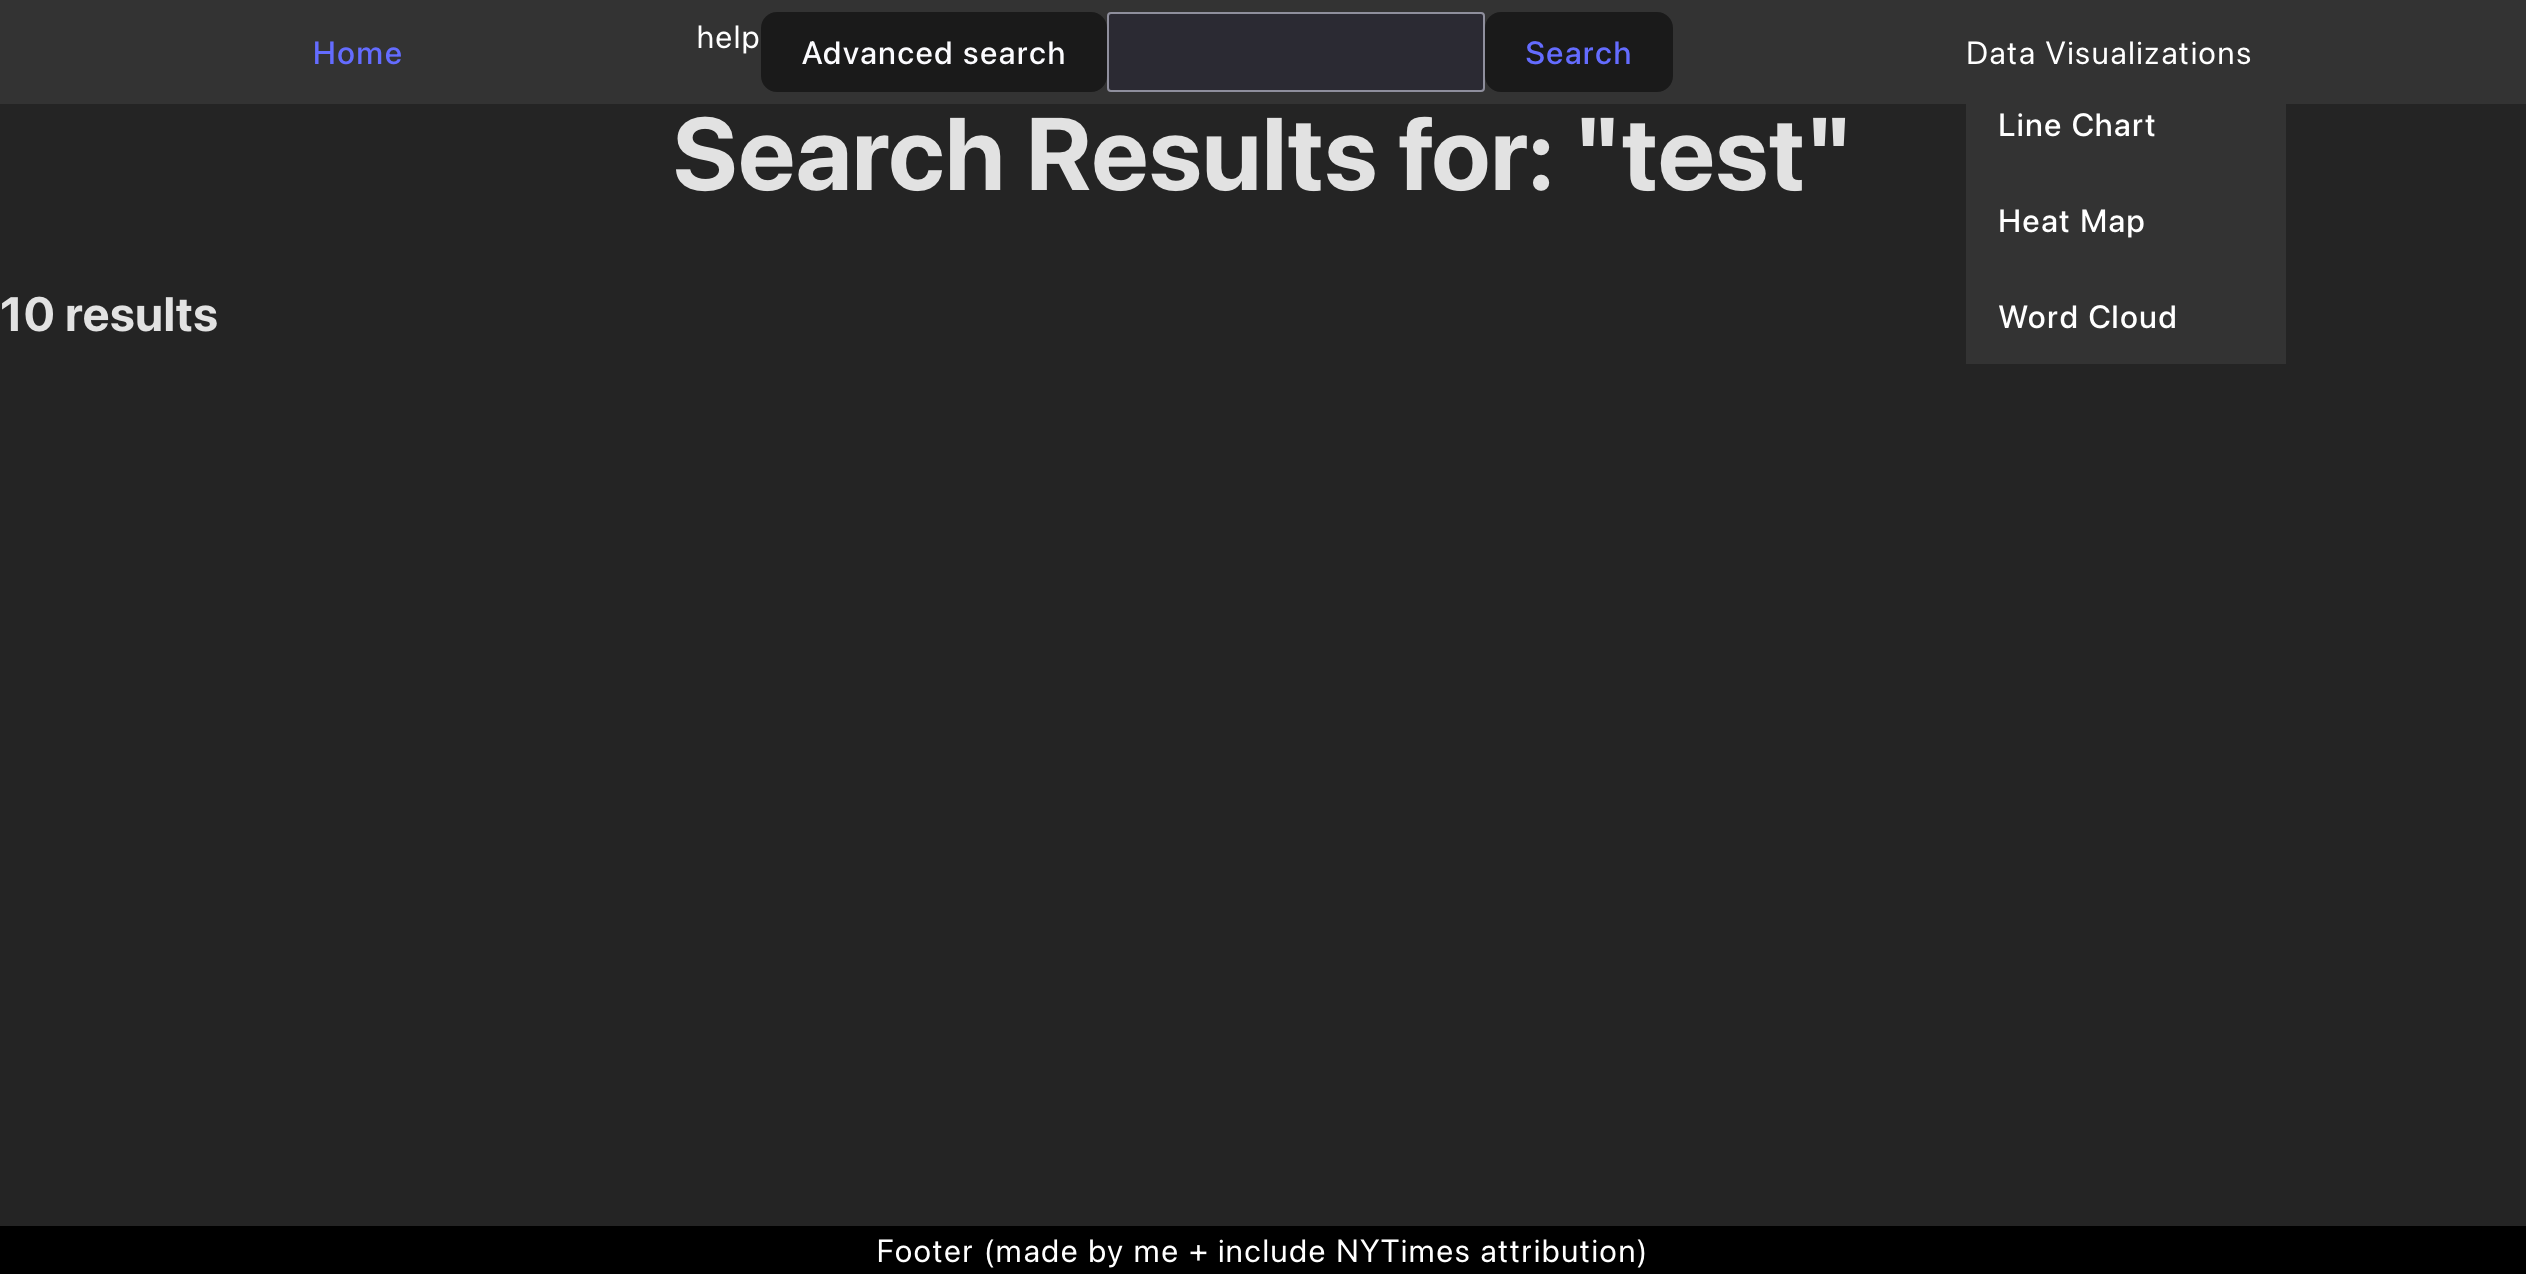 Home
help
Advanced search
Search
Data Visualizations
Line Chart
Heat Map
Word Cloud
Search Results for: "test"
10 results
Footer (made by me + include NYTimes attribution)